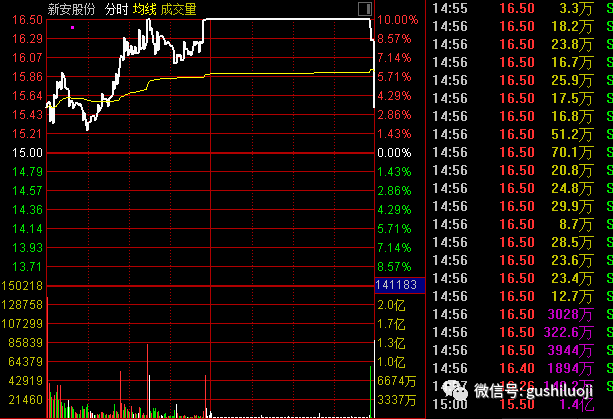 新安股份 分时 均线 成交量
16.50 10.00%
16.29 8.57%
16.07 7.14%
15.86 5.71%
15.64 4.29%
15.43 2.86%
15.21 1.43%
15.00 0.00%
14.79 1.43%
14.57 2.86%
14.36 4.29%
14.14 5.71%
13.93 7.14%
13.71 8.57%
150218 141183
128758 2.0亿
107299 1.7亿
85839 1.3亿
64379 1.0亿
42919 6674万
21460 3337万
14:55 16.50 3.3万 S
14:56 16.50 18.2万 S
14:56 16.50 23.8万 S
14:56 16.50 16.7万 S
14:56 16.50 25.9万 S
14:56 16.50 17.5万 S
14:56 16.50 16.8万 S
14:56 16.50 51.2万 S
14:56 16.50 70.1万 S
14:56 16.50 20.8万 S
14:56 16.50 24.8万 S
14:56 16.50 29.9万 S
14:56 16.50 8.7万 S
14:56 16.50 28.5万 S
14:56 16.50 23.6万 S
14:56 16.50 23.4万 S
14:56 16.50 12.7万 S
14:56 16.50 3028万 S
14:56 16.50 322.6万 S
14:56 16.50 3944万 S
14:56 16.40 1894万 S
微信号: gushiluoji
15:00 15.50 1.4亿